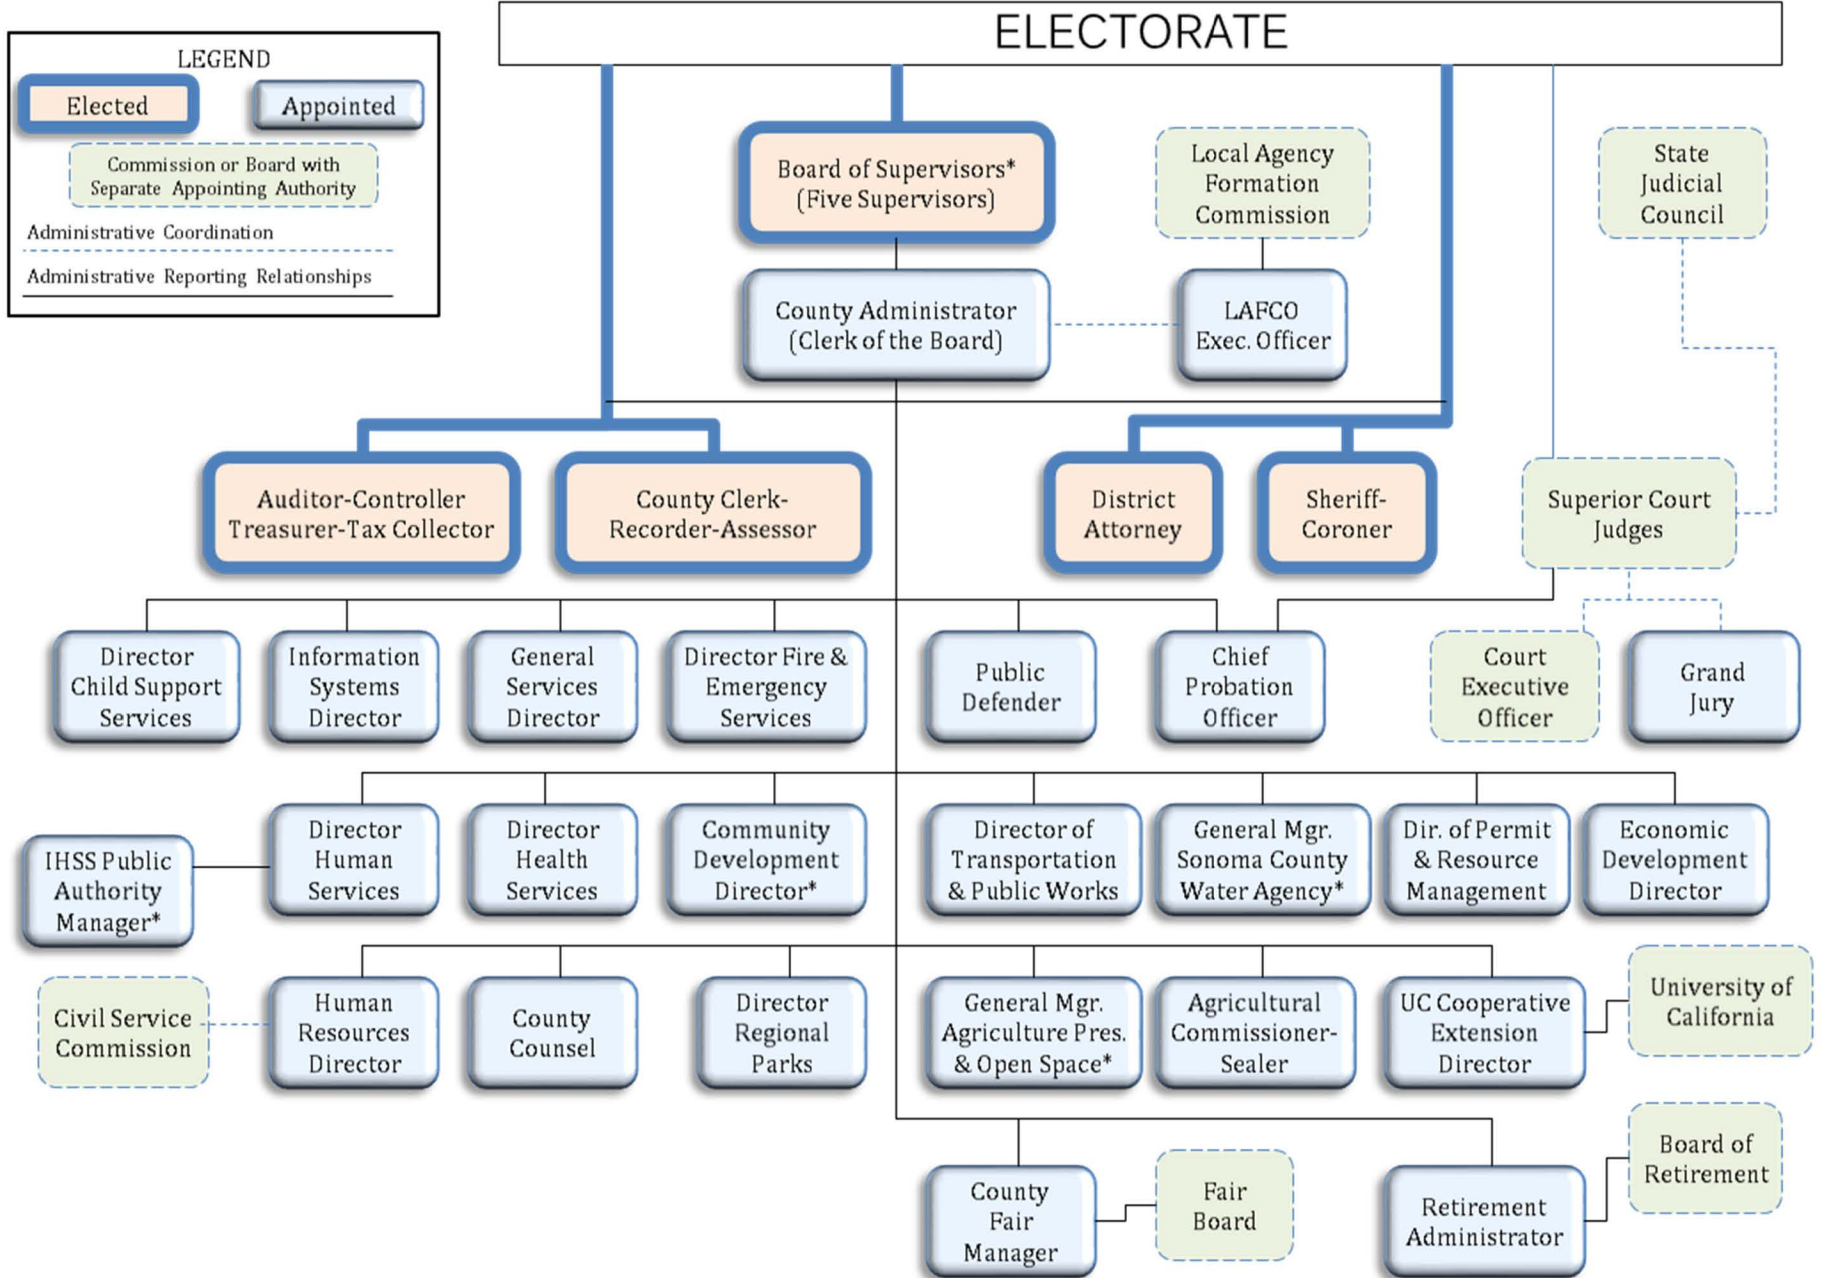 ELECTORATE
LEGEND
Elected
Appointed
Commission or Board with
Separate Appointing Authority
Administrative Coordination
Administrative Reporting Relationships
Board of Supervisors*
(Five Supervisors)
Local Agency
Formation
Commission
State
Judicial
Council
County Administrator
(Clerk of the Board)
LAFCO
Exec. Officer
Auditor-Controller
Treasurer-Tax Collector
County Clerk-
Recorder-Assessor
District
Attorney
Sheriff-
Coroner
Superior Court
Judges
Director
Child Support
Services
Information
Systems
Director
General
Services
Director
Director Fire &
Emergency
Services
Public
Defender
Chief
Probation
Officer
Court
Executive
Officer
Grand
Jury
IHSS Public
Authority
Manager*
Director
Human
Services
Director
Health
Services
Community
Development
Director*
Director of
Transportation
& Public Works
General Mgr.
Sonoma County
Water Agency*
Dir. of Permit
& Resource
Management
Economic
Development
Director
Civil Service
Commission
Human
Resources
Director
County
Counsel
Director
Regional
Parks
General Mgr.
Agriculture Pres.
& Open Space*
Agricultural
Commissioner-
Sealer
UC Cooperative
Extension
Director
University of
California
County
Fair
Manager
Fair
Board
Retirement
Administrator
Board of
Retirement